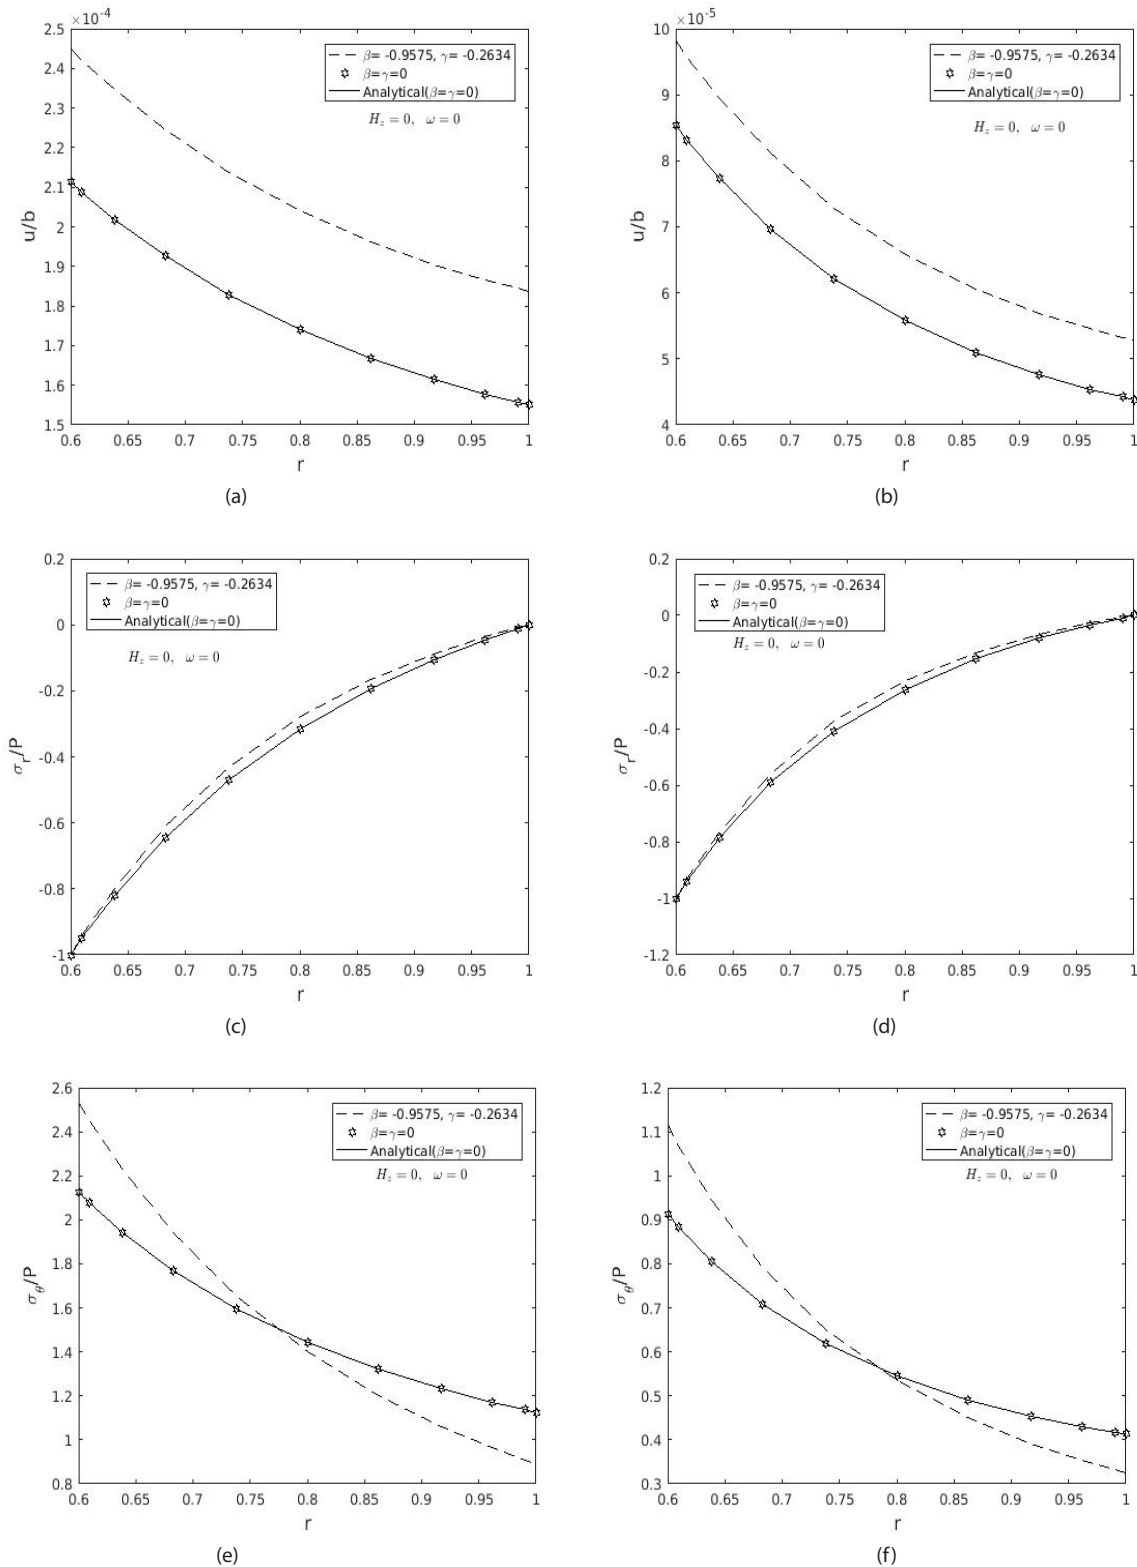 ×10⁻⁴
2.5
2.4
2.3
2.2
2.1
2
1.9
1.8
1.7
1.6
1.5
u/b
0.6 0.65 0.7 0.75 0.8 0.85 0.9 0.95 1
r
β= -0.9575, γ= -0.2634
β=γ=0
Analytical(β=γ=0)
H_z = 0, ω = 0
(a)
×10⁻⁵
10
9
8
7
6
5
4
u/b
0.6 0.65 0.7 0.75 0.8 0.85 0.9 0.95 1
r
β= -0.9575, γ= -0.2634
β=γ=0
Analytical(β=γ=0)
H_z = 0, ω = 0
(b)
0.2
0
-0.2
-0.4
-0.6
-0.8
-1
σ_r/P
0.6 0.65 0.7 0.75 0.8 0.85 0.9 0.95 1
r
β= -0.9575, γ= -0.2634
β=γ=0
Analytical(β=γ=0)
H_z = 0, ω = 0
(c)
0.2
0
-0.2
-0.4
-0.6
-0.8
-1
-1.2
σ_r/P
0.6 0.65 0.7 0.75 0.8 0.85 0.9 0.95 1
r
β= -0.9575, γ= -0.2634
β=γ=0
Analytical(β=γ=0)
H_z = 0, ω = 0
(d)
2.6
2.4
2.2
2
1.8
1.6
1.4
1.2
1
0.8
σ_θ/P
0.6 0.65 0.7 0.75 0.8 0.85 0.9 0.95 1
r
β= -0.9575, γ= -0.2634
β=γ=0
Analytical(β=γ=0)
H_z = 0, ω = 0
(e)
1.2
1.1
1
0.9
0.8
0.7
0.6
0.5
0.4
0.3
σ_θ/P
0.6 0.65 0.7 0.75 0.8 0.85 0.9 0.95 1
r
β= -0.9575, γ= -0.2634
β=γ=0
Analytical(β=γ=0)
H_z = 0, ω = 0
(f)